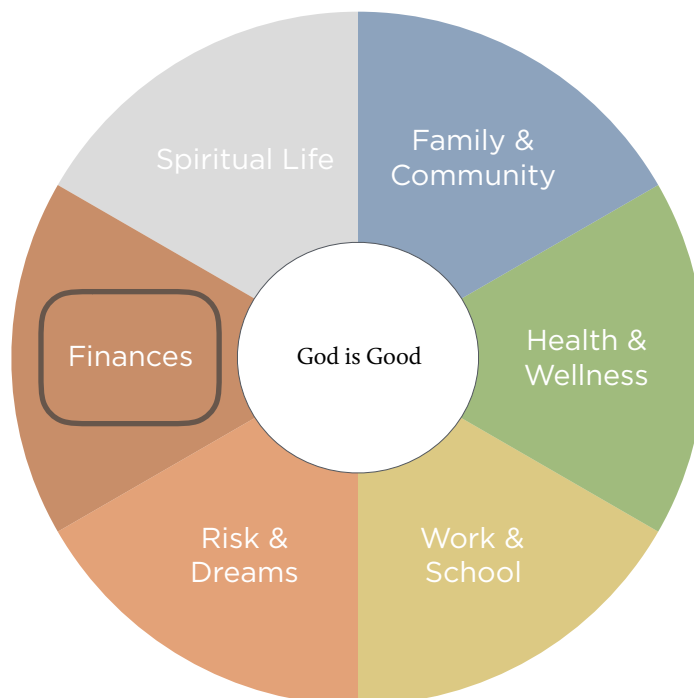 Spiritual Life
Family &
Community
Finances
God is Good
Health &
Wellness
Risk &
Dreams
Work &
School